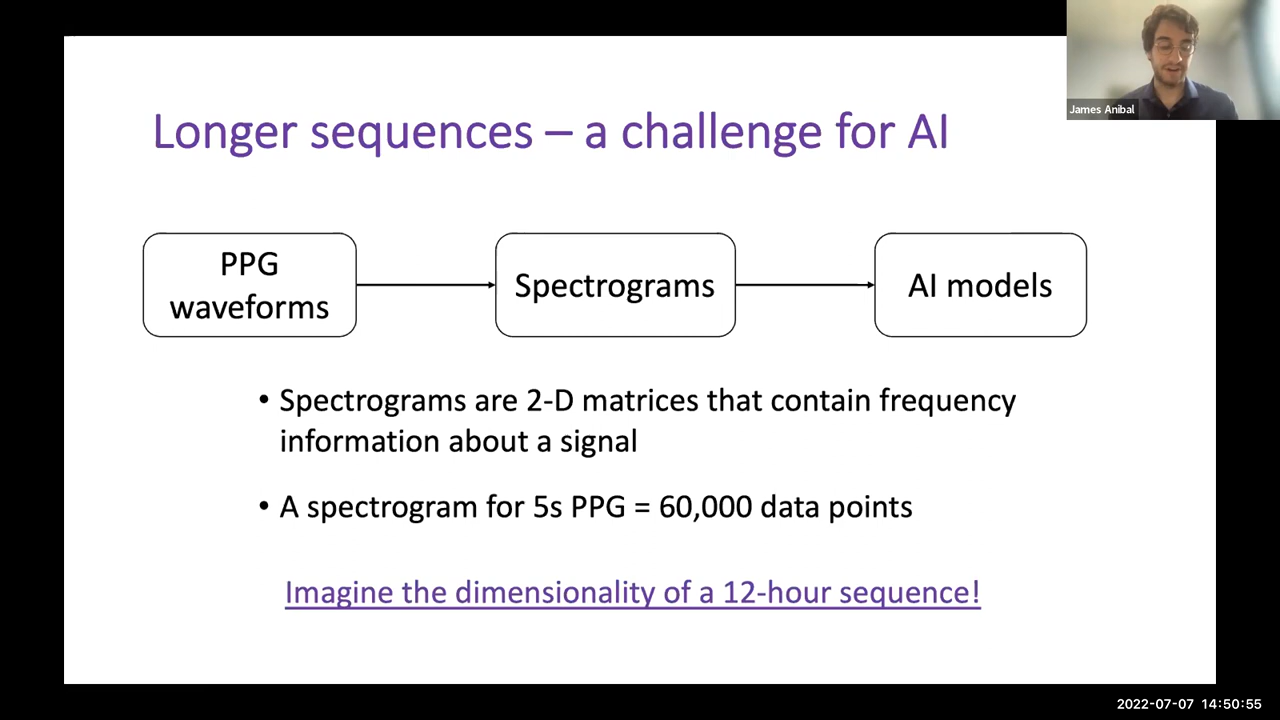 James Anibal
Longer sequences – a challenge for AI
PPG
waveforms
Spectrograms
AI models
• Spectrograms are 2-D matrices that contain frequency
information about a signal
• A spectrogram for 5s PPG = 60,000 data points
Imagine the dimensionality of a 12-hour sequence!
2022-07-07 14:50:55